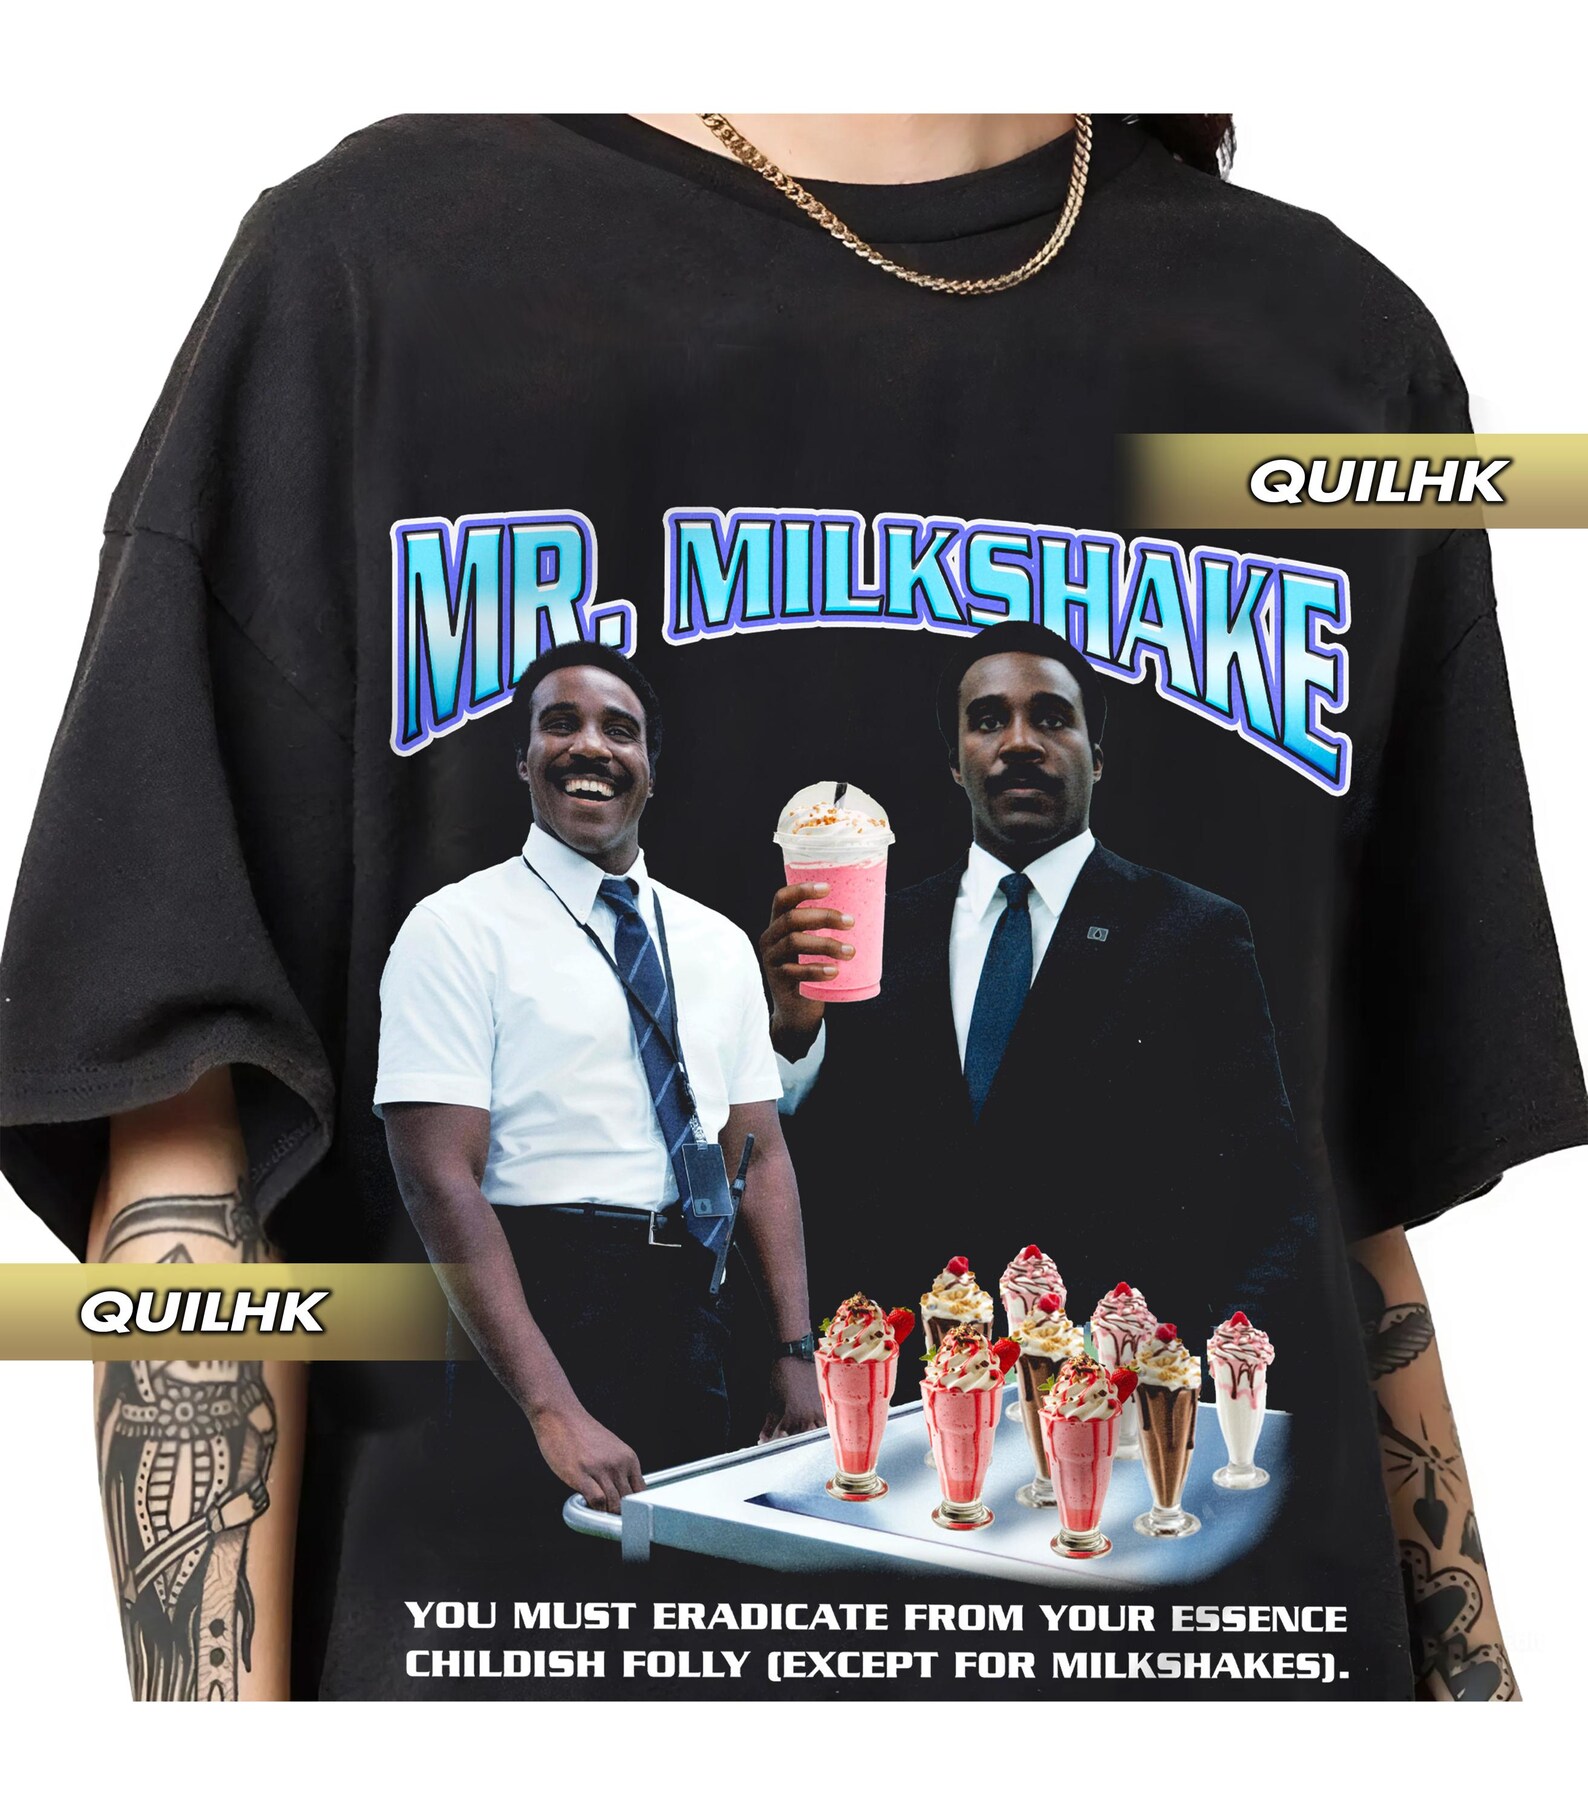 QUILHK
MR. MILKSHAKE
QUILHK
YOU MUST ERADICATE FROM YOUR ESSENCE
CHILDISH FOLLY (EXCEPT FOR MILKSHAKES).